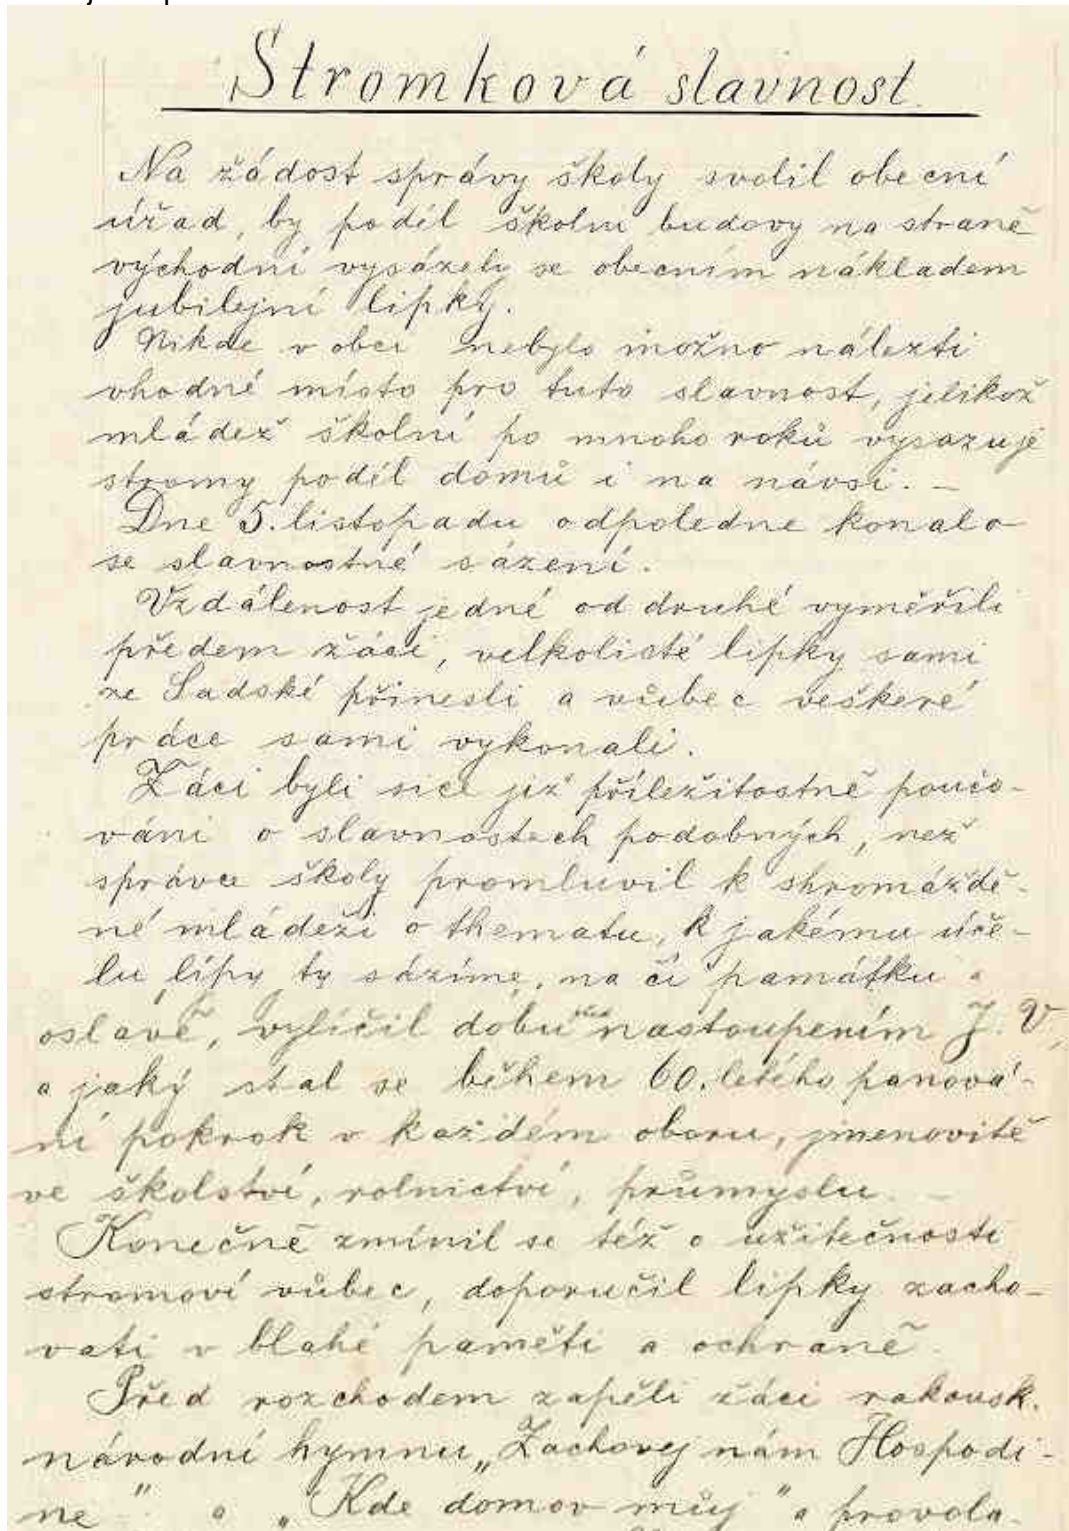 Stromková slavnost
Na žádost správy školy svolil obecní
úřad, by podél školní budovy na straně
východní vysázely se obecním nákladem
jubilejní lipky.
Nikde v obci nebylo možno nálezti
vhodné místo pro tuto slavnost, jelikož
mládež školní po mnoho roků vysazuje
stromy podél domů i na návsi. –
Dne 5. listopadu odpoledne konalo
se slavnostné sázení.
Vzdálenost jedné od druhé vyměřili
předem žáci, velkolisté lipky sami
ze Sadské přinesli a vůbec veškeré
práce sami vykonali.
Žáci byli sice již příležitostně poučo-
váni o slavnostech podobných, než
správce školy promluvil k shromáždě-
né mládeži o thematu, k jakému úče-
lu lípy ty sázíme, na čí památku a
oslavě, vylíčil dobu nastoupením J. V.
a jaký stal se během 60. letého panová-
ní pokrok v každém oboru, jmenovitě
ve školství, rolnictví, průmyslu. –
Konečně zmínil se též o užitečnosti
stromoví vůbec, doporučil lipky zacho-
vati v blahé paměti a ochraně.
Před rozchodem zapěli žáci rakousk.
národní hymnu „Zachovej nám Hospodi-
ne" a „Kde domov můj" a provola-